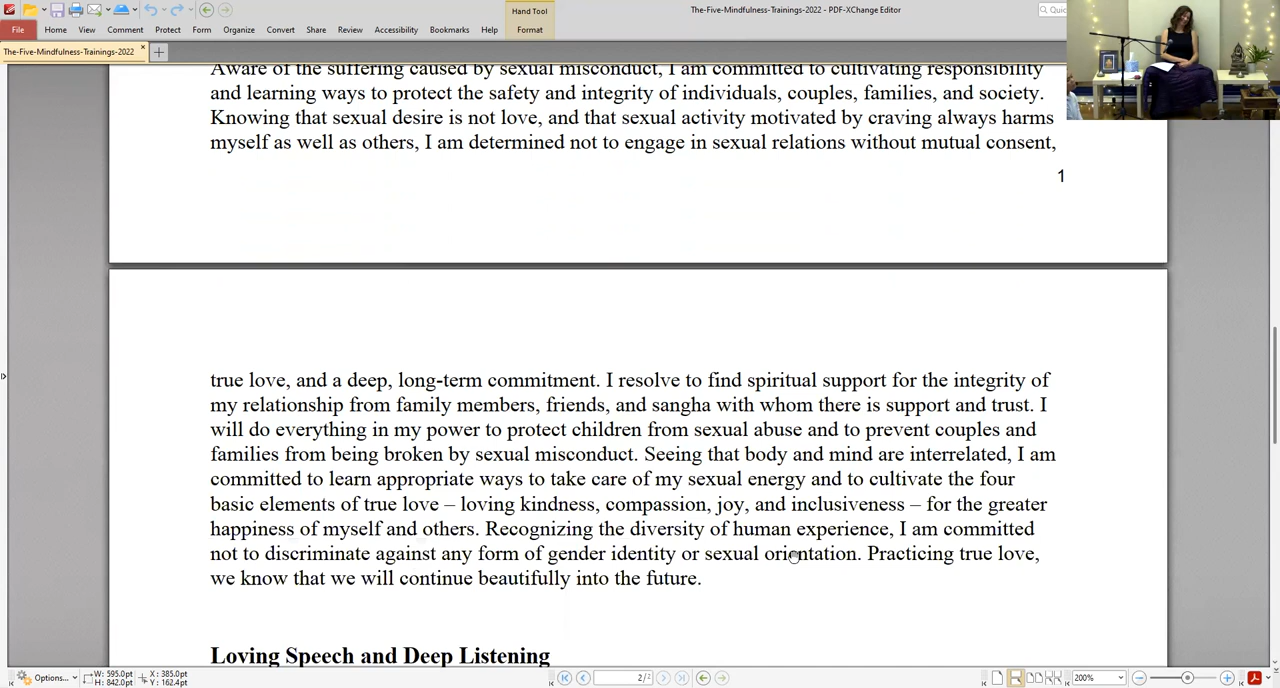 The-Five-Mindfulness-Trainings-2022 - PDF-XChange Editor
Hand Tool
File Home View Comment Protect Form Organize Convert Share Review Accessibility Bookmarks Help Format
The-Five-Mindfulness-Trainings-2022
Aware of the suffering caused by sexual misconduct, I am committed to cultivating responsibility
and learning ways to protect the safety and integrity of individuals, couples, families, and society.
Knowing that sexual desire is not love, and that sexual activity motivated by craving always harms
myself as well as others, I am determined not to engage in sexual relations without mutual consent,
1
true love, and a deep, long-term commitment. I resolve to find spiritual support for the integrity of
my relationship from family members, friends, and sangha with whom there is support and trust. I
will do everything in my power to protect children from sexual abuse and to prevent couples and
families from being broken by sexual misconduct. Seeing that body and mind are interrelated, I am
committed to learn appropriate ways to take care of my sexual energy and to cultivate the four
basic elements of true love – loving kindness, compassion, joy, and inclusiveness – for the greater
happiness of myself and others. Recognizing the diversity of human experience, I am committed
not to discriminate against any form of gender identity or sexual orientation. Practicing true love,
we know that we will continue beautifully into the future.
Loving Speech and Deep Listening
Options... W: 595.0pt X: 385.0pt 2/2 200%
H: 842.0pt Y: 162.4pt